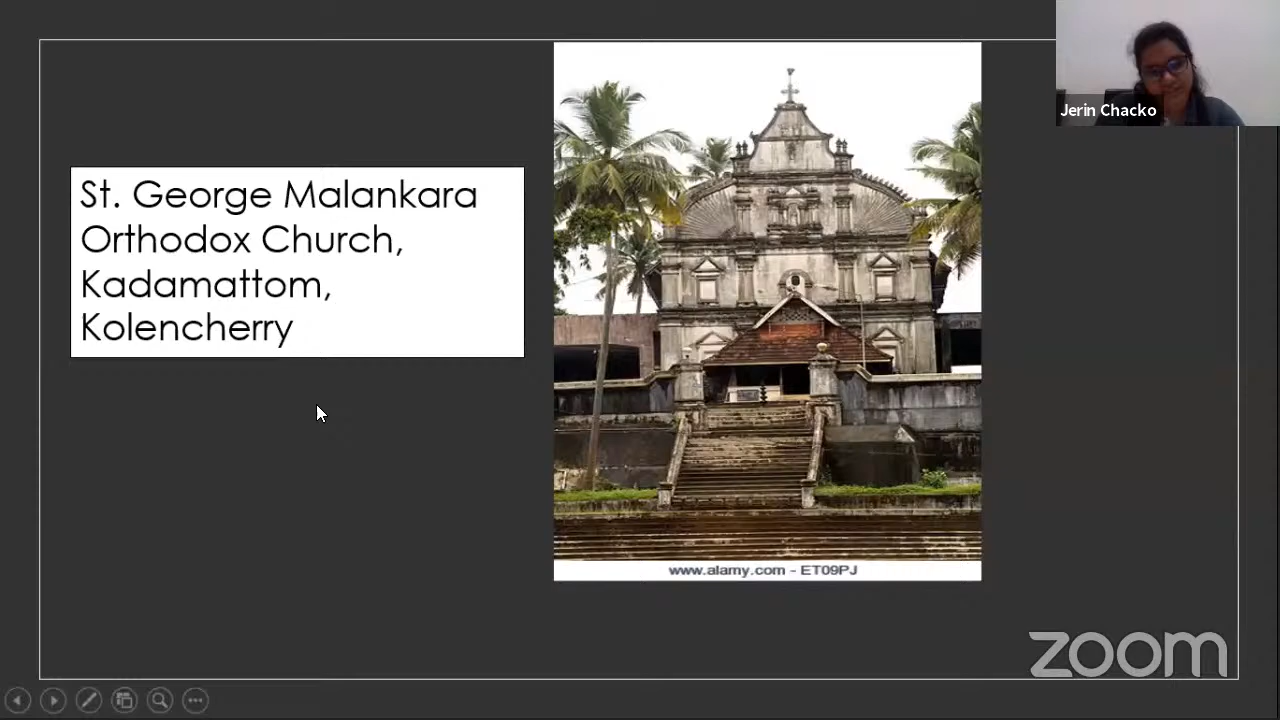 St. George Malankara
Orthodox Church,
Kadamattom,
Kolencherry
Jerin Chacko
www.alamy.com - ET09PJ
zoom